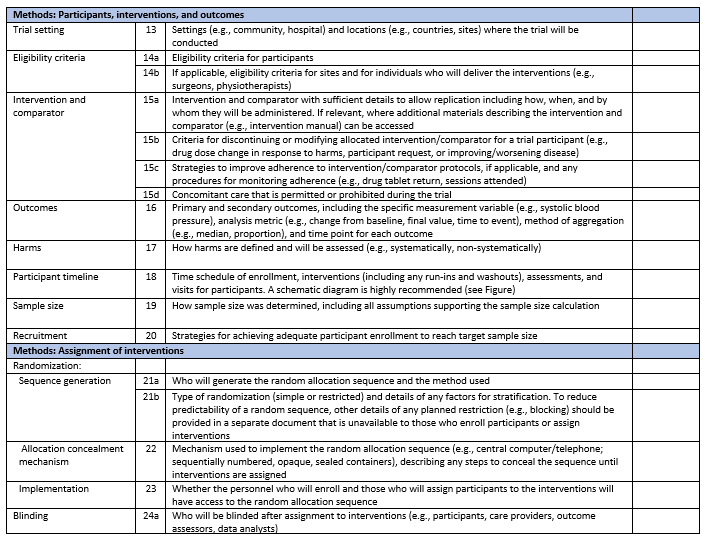 Methods: Participants, interventions, and outcomes
Trial setting 13 Settings (e.g., community, hospital) and locations (e.g., countries, sites) where the trial will be
conducted
Eligibility criteria 14a Eligibility criteria for participants
14b If applicable, eligibility criteria for sites and for individuals who will deliver the interventions (e.g.,
surgeons, physiotherapists)
Intervention and 15a Intervention and comparator with sufficient details to allow replication including how, when, and by
comparator whom they will be administered. If relevant, where additional materials describing the intervention and
comparator (e.g., intervention manual) can be accessed
15b Criteria for discontinuing or modifying allocated intervention/comparator for a trial participant (e.g.,
drug dose change in response to harms, participant request, or improving/worsening disease)
15c Strategies to improve adherence to intervention/comparator protocols, if applicable, and any
procedures for monitoring adherence (e.g., drug tablet return, sessions attended)
15d Concomitant care that is permitted or prohibited during the trial
Outcomes 16 Primary and secondary outcomes, including the specific measurement variable (e.g., systolic blood
pressure), analysis metric (e.g., change from baseline, final value, time to event), method of aggregation
(e.g., median, proportion), and time point for each outcome
Harms 17 How harms are defined and will be assessed (e.g., systematically, non-systematically)
Participant timeline 18 Time schedule of enrollment, interventions (including any run-ins and washouts), assessments, and
visits for participants. A schematic diagram is highly recommended (see Figure)
Sample size 19 How sample size was determined, including all assumptions supporting the sample size calculation
Recruitment 20 Strategies for achieving adequate participant enrollment to reach target sample size
Methods: Assignment of interventions
Randomization:
Sequence generation 21a Who will generate the random allocation sequence and the method used
21b Type of randomization (simple or restricted) and details of any factors for stratification. To reduce
predictability of a random sequence, other details of any planned restriction (e.g., blocking) should be
provided in a separate document that is unavailable to those who enroll participants or assign
interventions
Allocation concealment 22 Mechanism used to implement the random allocation sequence (e.g., central computer/telephone;
mechanism sequentially numbered, opaque, sealed containers), describing any steps to conceal the sequence until
interventions are assigned
Implementation 23 Whether the personnel who will enroll and those who will assign participants to the interventions will
have access to the random allocation sequence
Blinding 24a Who will be blinded after assignment to interventions (e.g., participants, care providers, outcome
assessors, data analysts)